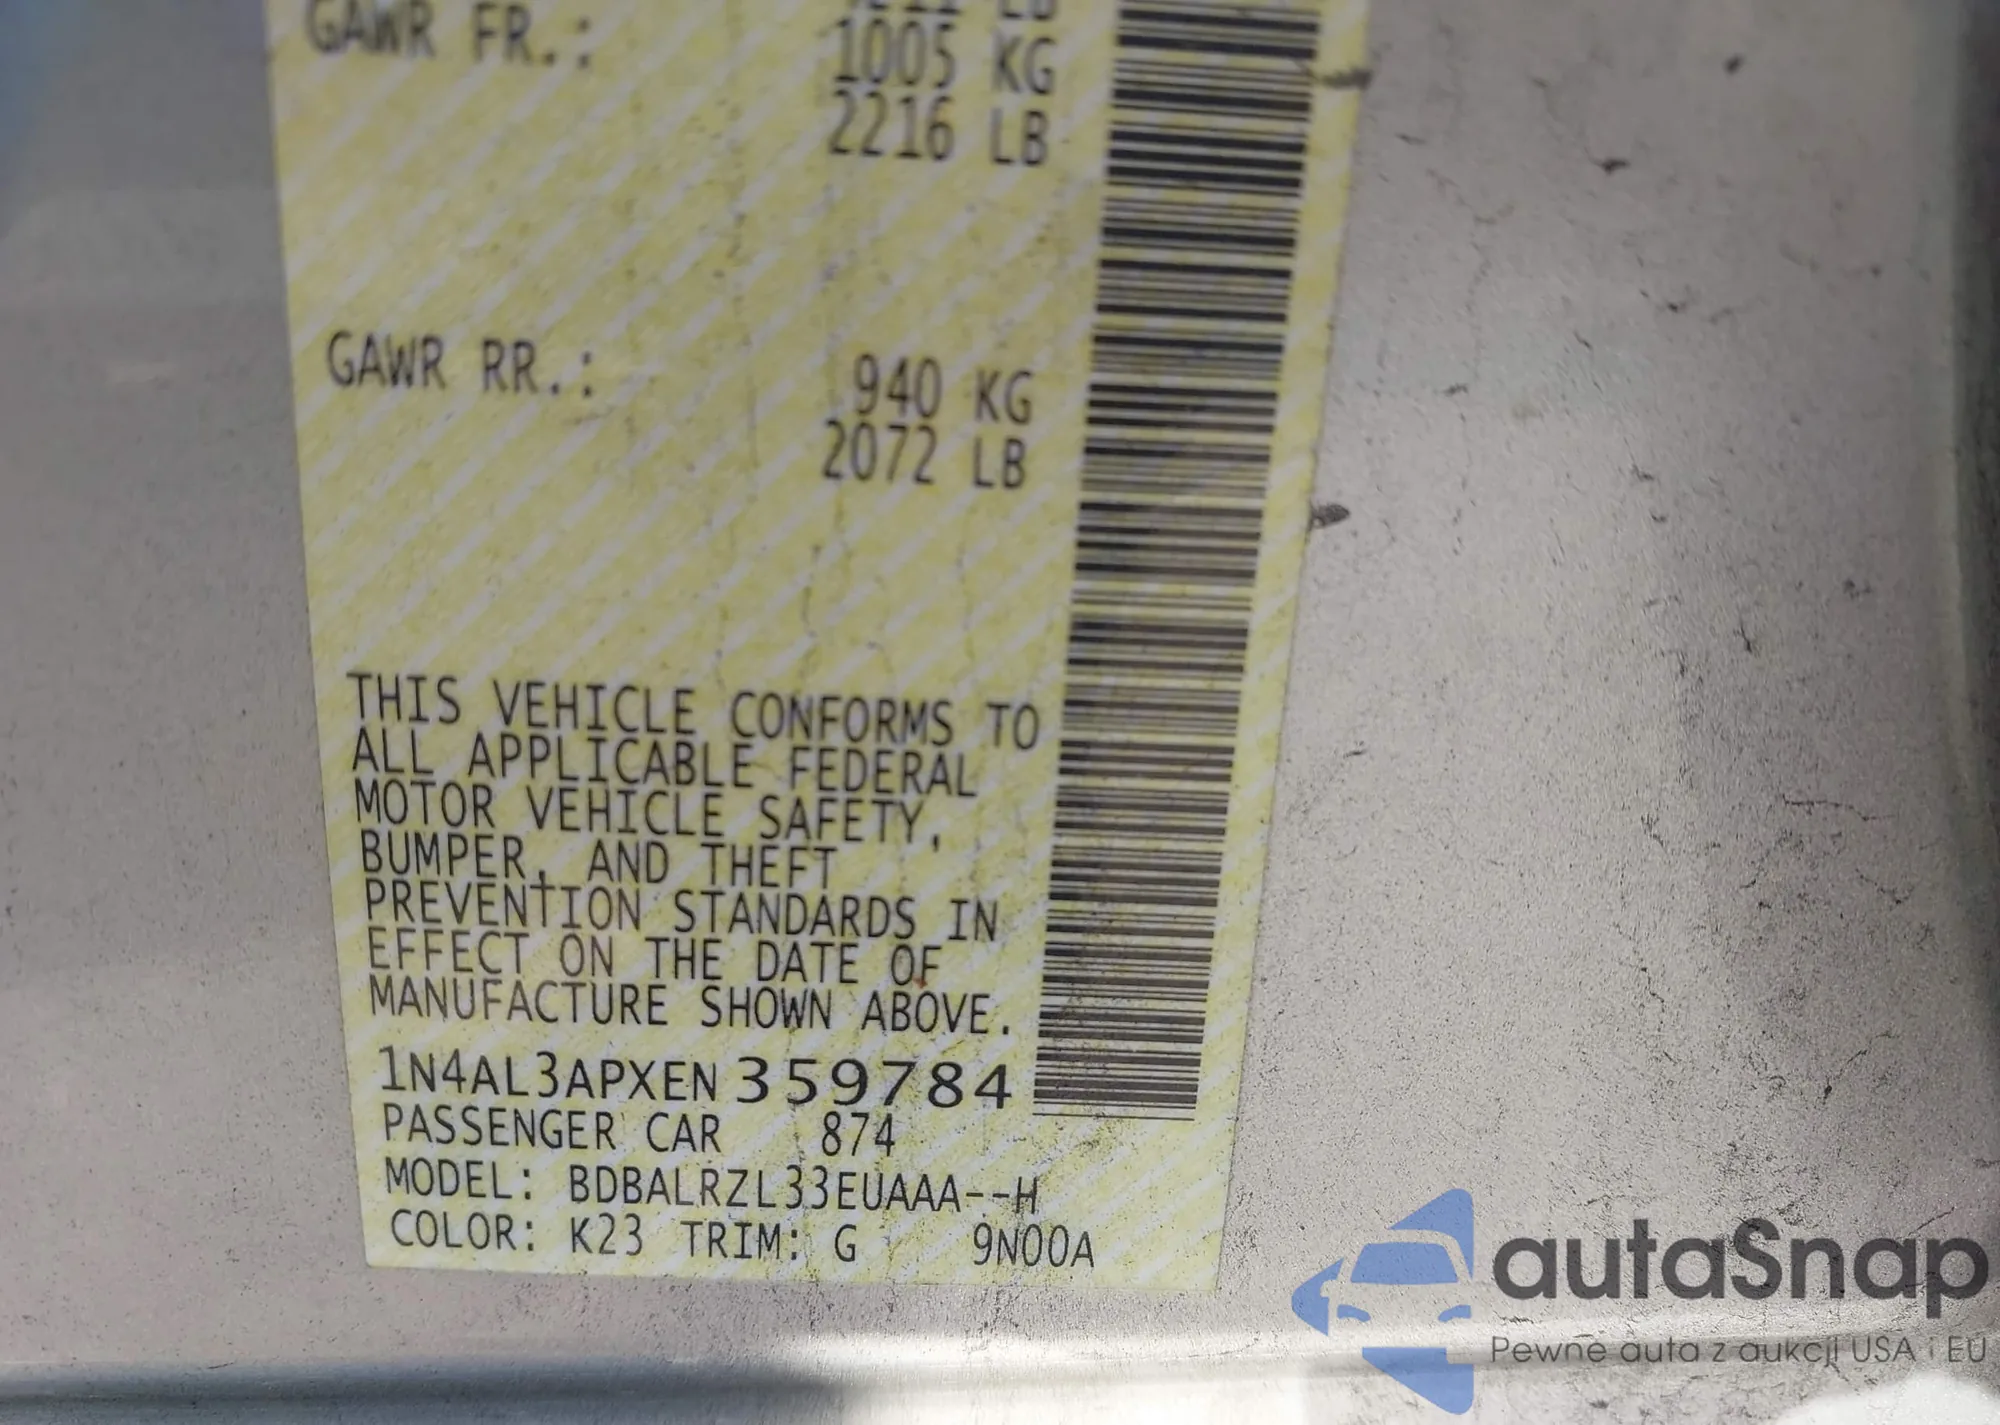 GAWR FR.: 1005 KG
2216 LB
GAWR RR.: 940 KG
2072 LB
THIS VEHICLE CONFORMS TO
ALL APPLICABLE FEDERAL
MOTOR VEHICLE SAFETY,
BUMPER, AND THEFT
PREVENTION STANDARDS IN
EFFECT ON THE DATE OF
MANUFACTURE SHOWN ABOVE.
1N4AL3APXEN359784
PASSENGER CAR 874
MODEL: BDBALRZL33EUAAA--H
COLOR: K23 TRIM: G 9N00A
autaSnap
Pewne auta z aukcji USA i EU